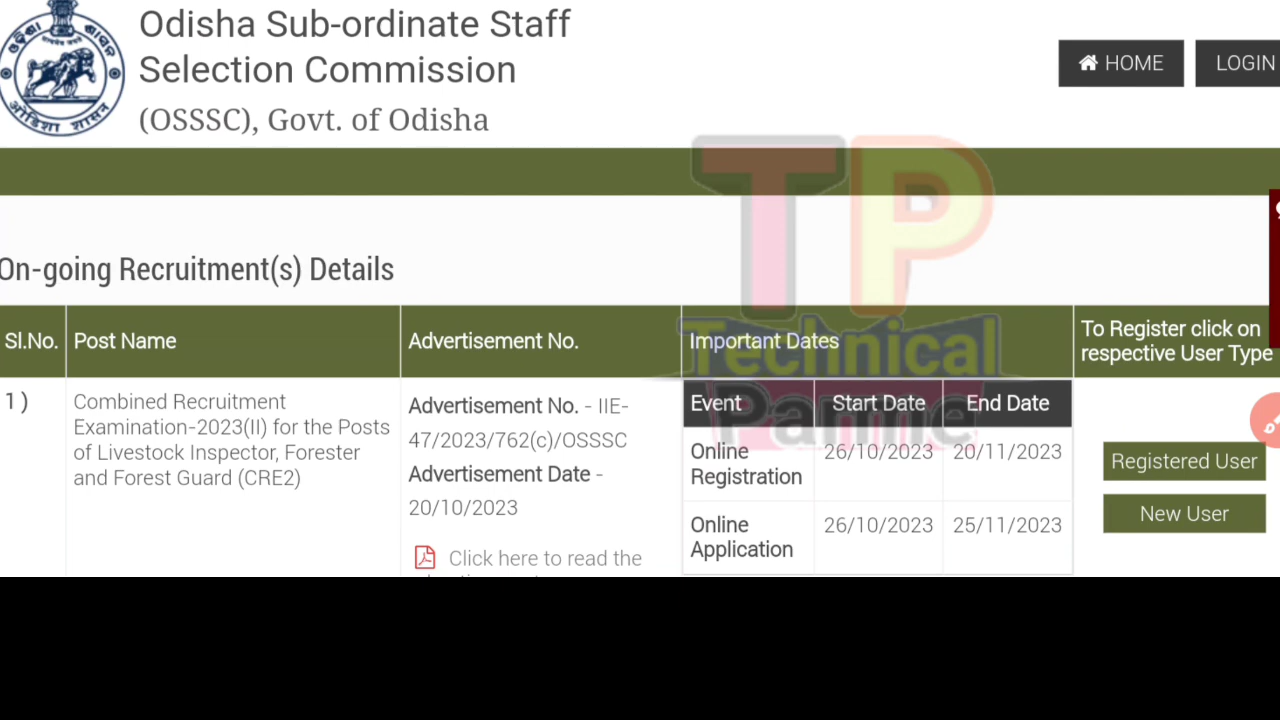 Odisha Sub-ordinate Staff
Selection Commission
(OSSSC), Govt. of Odisha
HOME
LOGIN
TP
Technical
Panne
On-going Recruitment(s) Details
Sl.No.
Post Name
Advertisement No.
Important Dates
To Register click on
respective User Type
1 )
Combined Recruitment
Examination-2023(II) for the Posts
of Livestock Inspector, Forester
and Forest Guard (CRE2)
Advertisement No. - IIE-
47/2023/762(c)/OSSSC
Advertisement Date -
20/10/2023
Click here to read the
Event Start Date End Date
Online
Registration
26/10/2023 20/11/2023
Online
Application
26/10/2023 25/11/2023
Registered User
New User